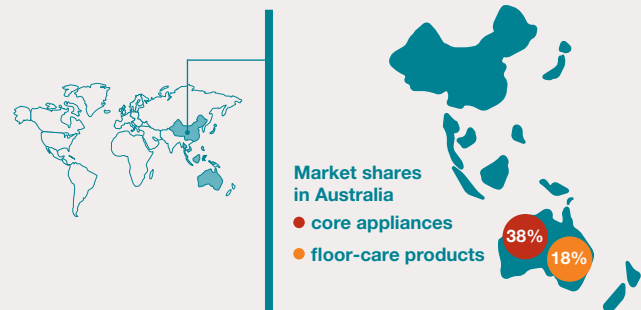 Market shares
in Australia
core appliances
floor-care products
38%
18%